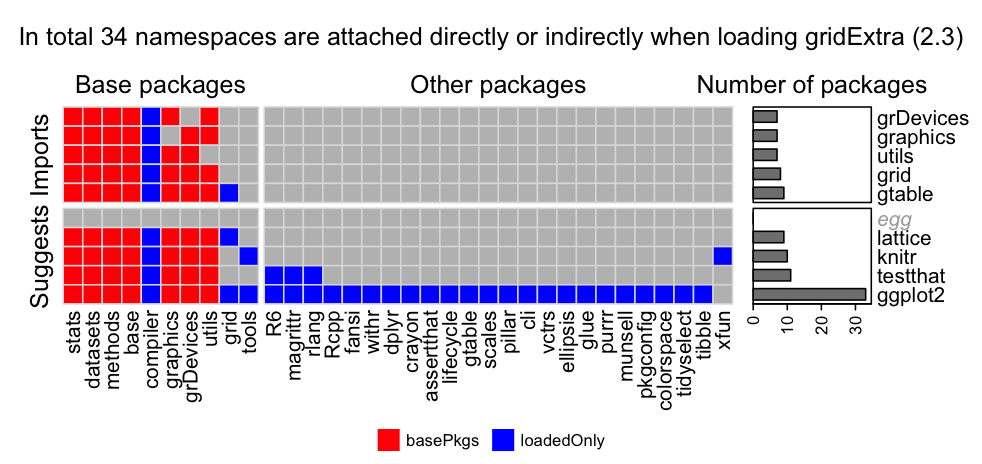 In total 34 namespaces are attached directly or indirectly when loading gridExtra (2.3)
Base packages
Other packages
Number of packages
Imports
grDevices
graphics
utils
grid
gtable
Suggests
egg
lattice
knitr
testthat
ggplot2
stats
datasets
methods
base
compiler
graphics
grDevices
utils
grid
tools
R6
magrittr
rlang
Rcpp
fansi
withr
dplyr
crayon
assertthat
lifecycle
gtable
scales
pillar
cli
vctrs
ellipsis
glue
purrr
munsell
pkgconfig
colorspace
tidyselect
tibble
xfun
0
10
20
30
basePkgs
loadedOnly